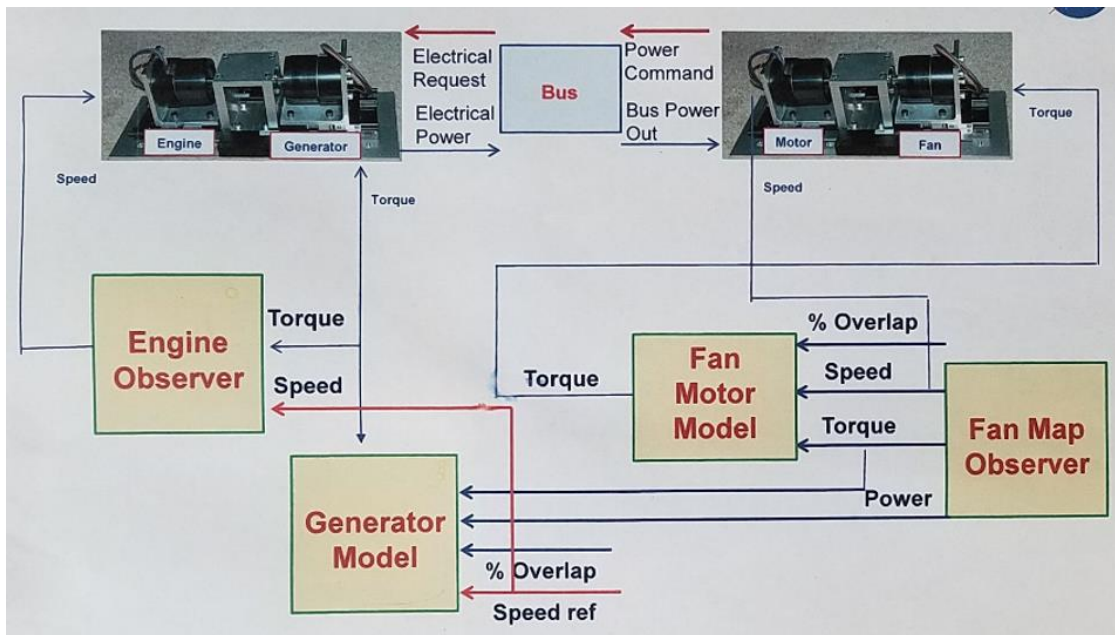 Electrical
Request
Electrical
Power
Bus
Power
Command
Bus Power
Out
Engine
Generator
Motor
Fan
Torque
Speed
Torque
Speed
Engine
Observer
Torque
Speed
Generator
Model
Torque
Fan
Motor
Model
% Overlap
Speed
Torque
Power
Fan Map
Observer
% Overlap
Speed ref